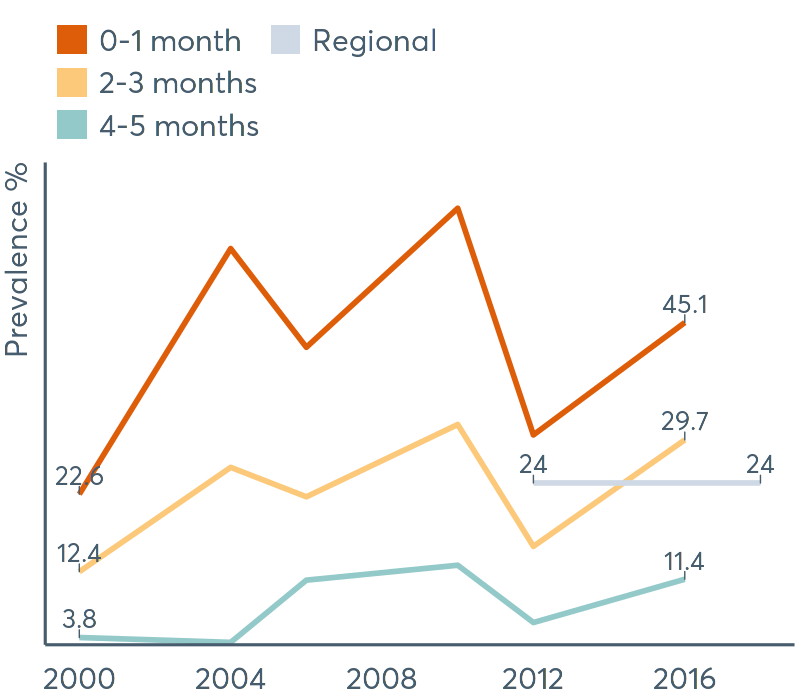 0-1 month Regional
2-3 months
4-5 months
Prevalence %
45.1
29.7
22.6
24 24
12.4
11.4
3.8
2000 2004 2008 2012 2016